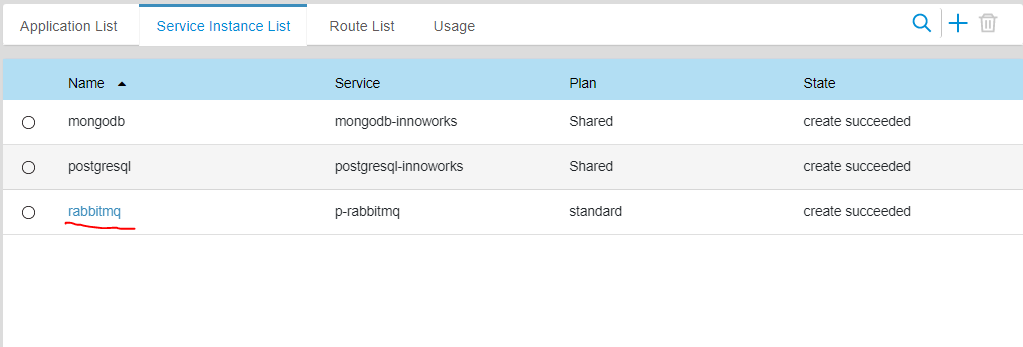 Application List Service Instance List Route List Usage
Name Service Plan State
mongodb mongodb-innoworks Shared create succeeded
postgresql postgresql-innoworks Shared create succeeded
rabbitmq p-rabbitmq standard create succeeded